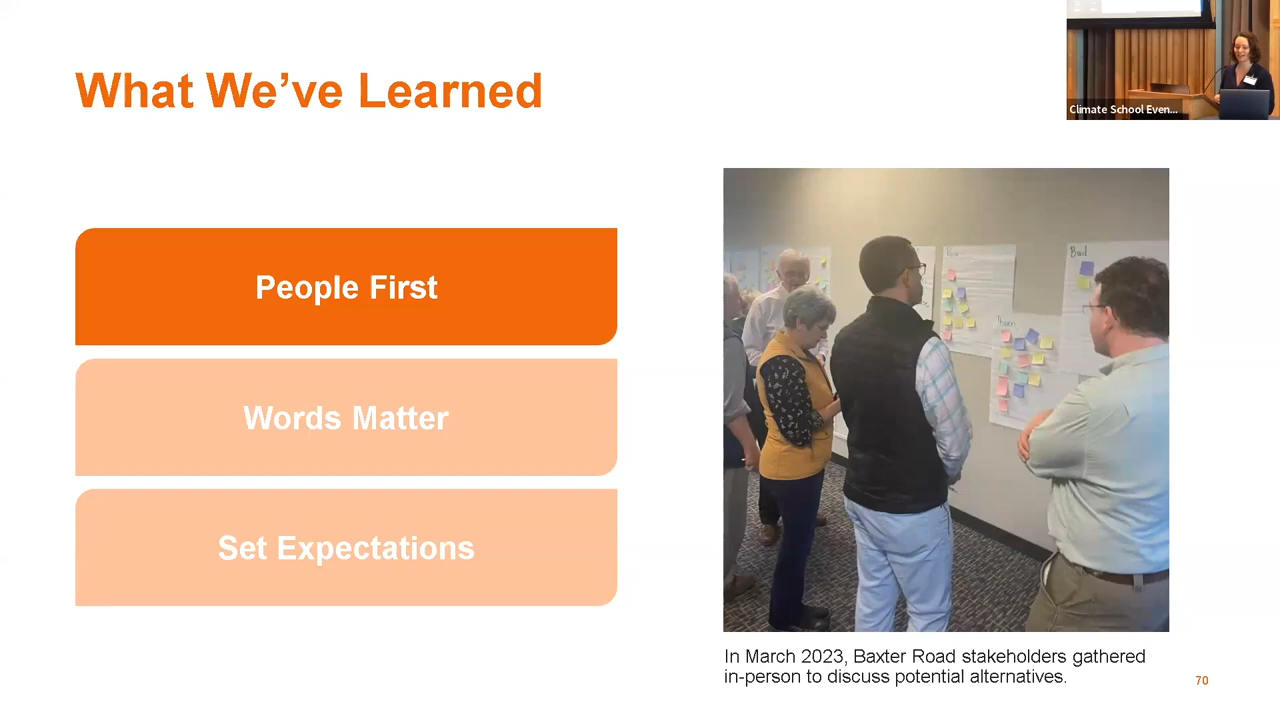 What We've Learned
Climate School Even...
People First
Words Matter
Set Expectations
Bad
In March 2023, Baxter Road stakeholders gathered
in-person to discuss potential alternatives.
70